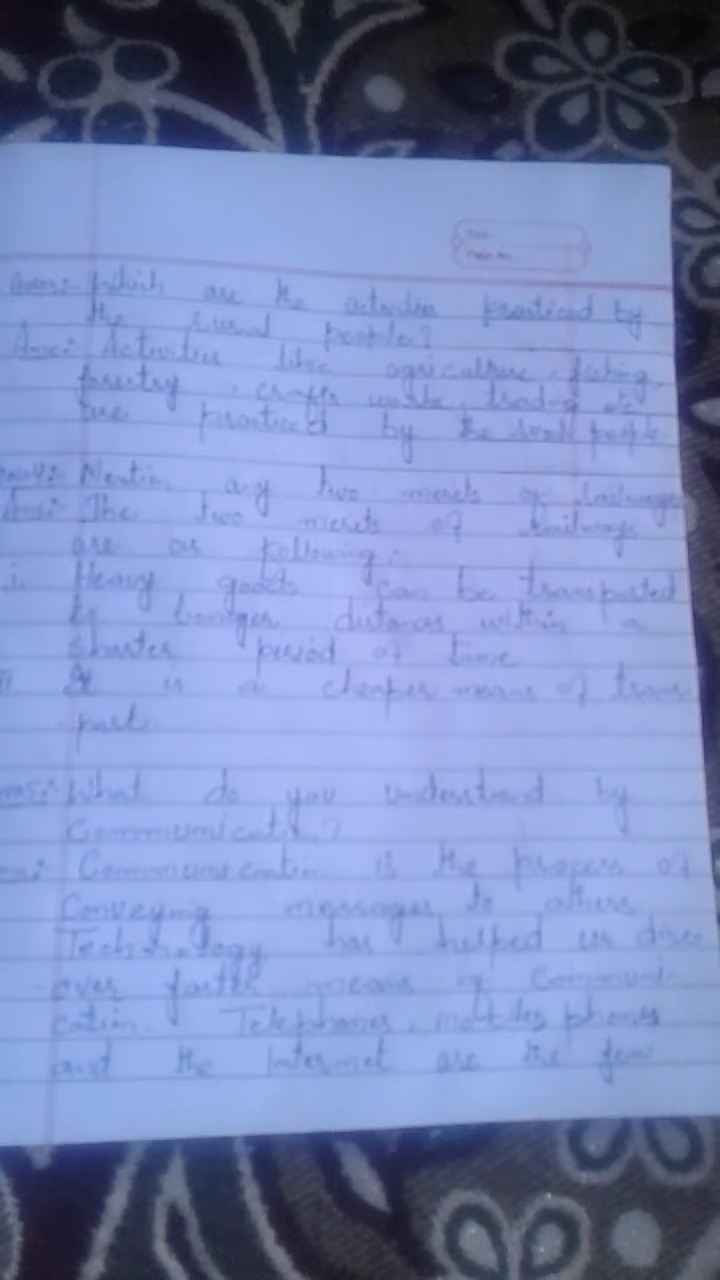 Ques:- Which are the activities practiced by
the rural people?
Ans:- Activities like agriculture, fishing,
forestry, crafts works, trading etc
are practiced by the rural people.
Mention any two merits of railways
Ans:- The two merits of railways
are as following:
i. Heavy goods can be transported
to longer distances within a
shorter period of time
ii It is a cheaper means of trans
port.
What do you understand by
Communication?
Communication is the process of
Conveying messages to others.
Technology has helped us disc
-over faster means of Communi-
cation. Telephones, mobiles phones
and the Internet are the few